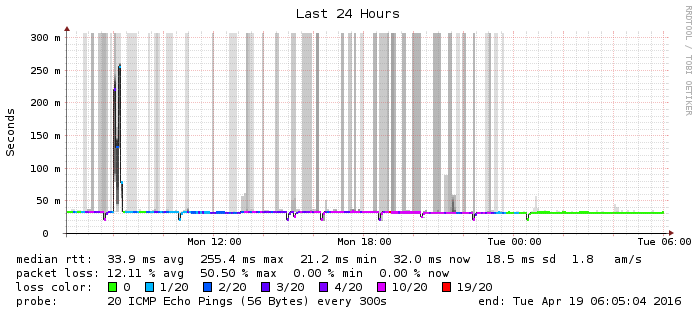 Last 24 Hours
RRDTOOL / TOBI OETIKER
Seconds
300 m
250 m
200 m
150 m
100 m
50 m
0
Mon 12:00 Mon 18:00 Tue 00:00 Tue 06:00
median rtt: 33.9 ms avg 255.4 ms max 21.2 ms min 32.0 ms now 18.5 ms sd 1.8 am/s
packet loss: 12.11 % avg 50.50 % max 0.00 % min 0.00 % now
loss color: 0 1/20 2/20 3/20 4/20 10/20 19/20
probe: 20 ICMP Echo Pings (56 Bytes) every 300s end: Tue Apr 19 06:05:04 2016